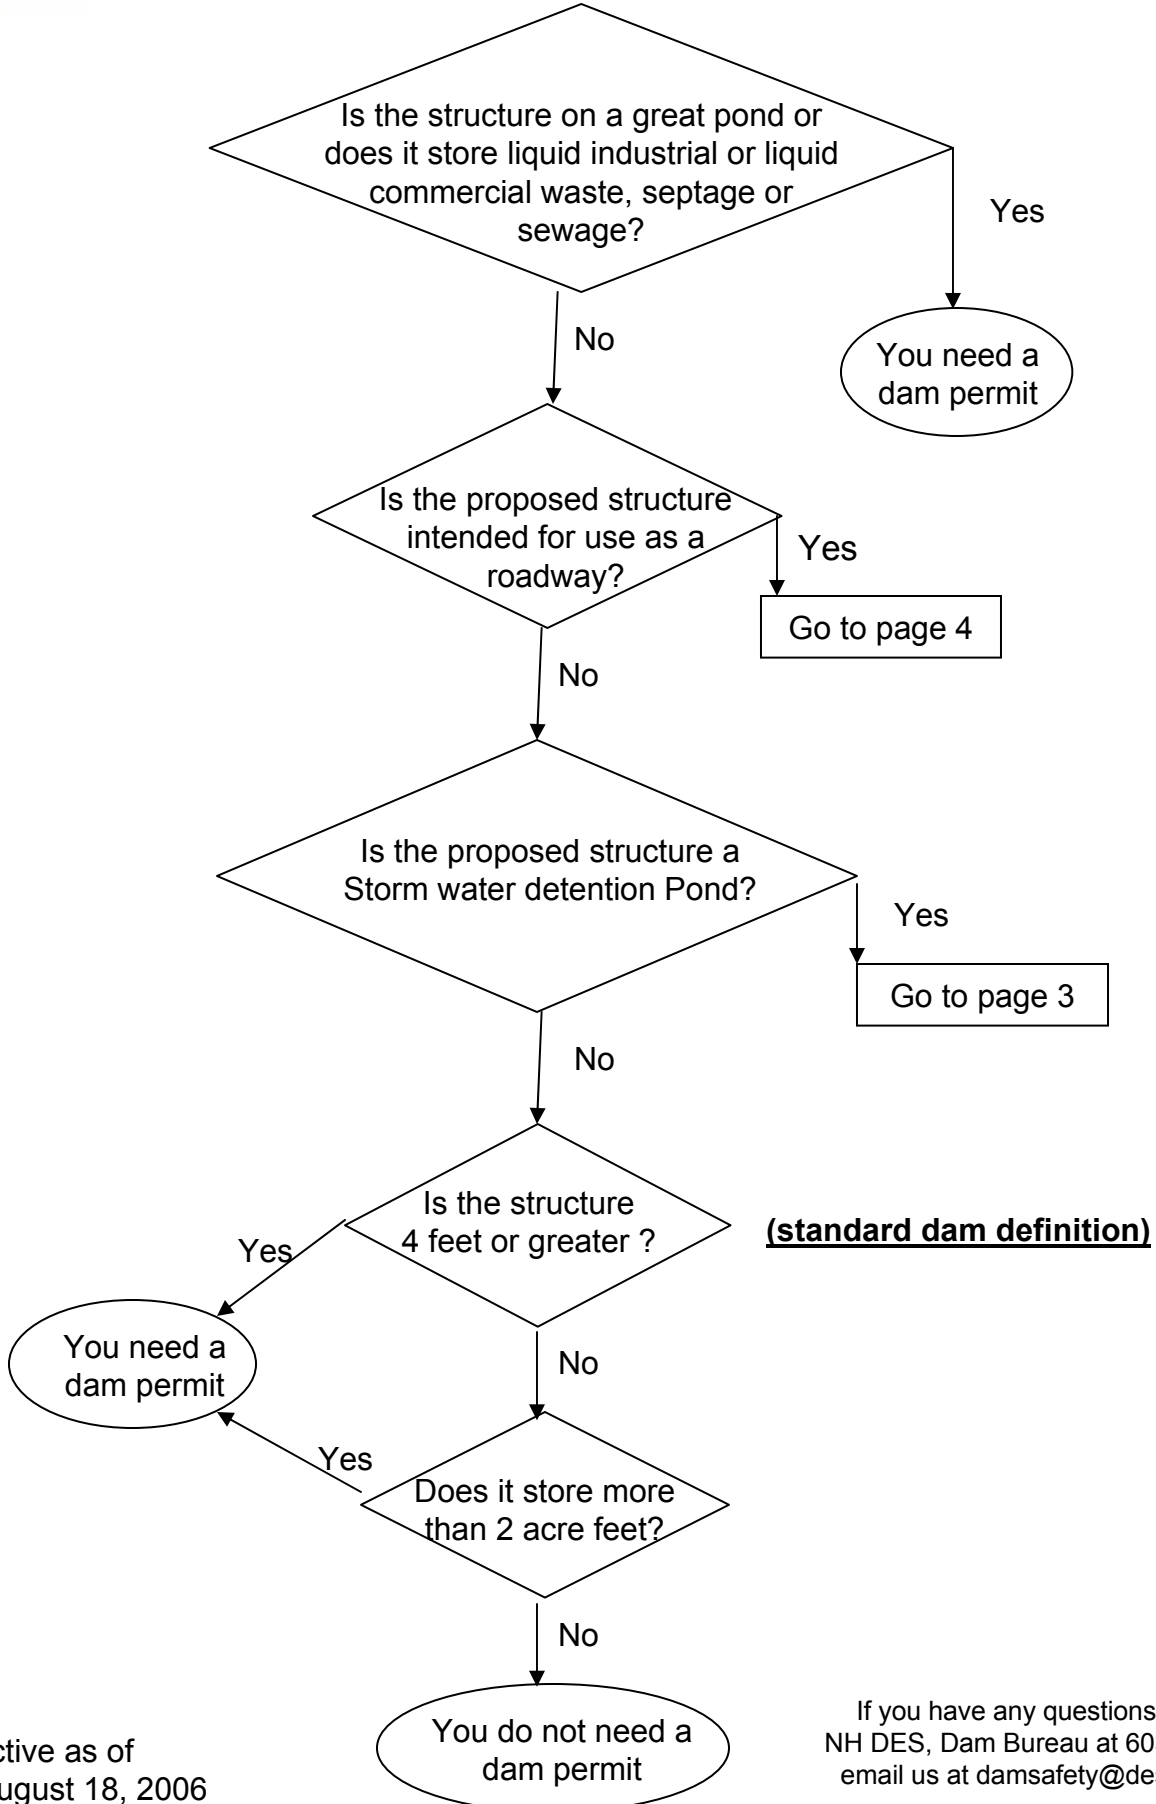 Is the structure on a great pond or
does it store liquid industrial or liquid
commercial waste, septage or
sewage?
Yes
You need a
dam permit
No
Is the proposed structure
intended for use as a
roadway?
Yes
Go to page 4
No
Is the proposed structure a
Storm water detention Pond?
Yes
Go to page 3
No
Is the structure
4 feet or greater ?
(standard dam definition)
Yes
You need a
dam permit
No
Yes
Does it store more
than 2 acre feet?
No
You do not need a
dam permit
ctive as of
ugust 18, 2006
If you have any questions
NH DES, Dam Bureau at 60
email us at damsafety@de